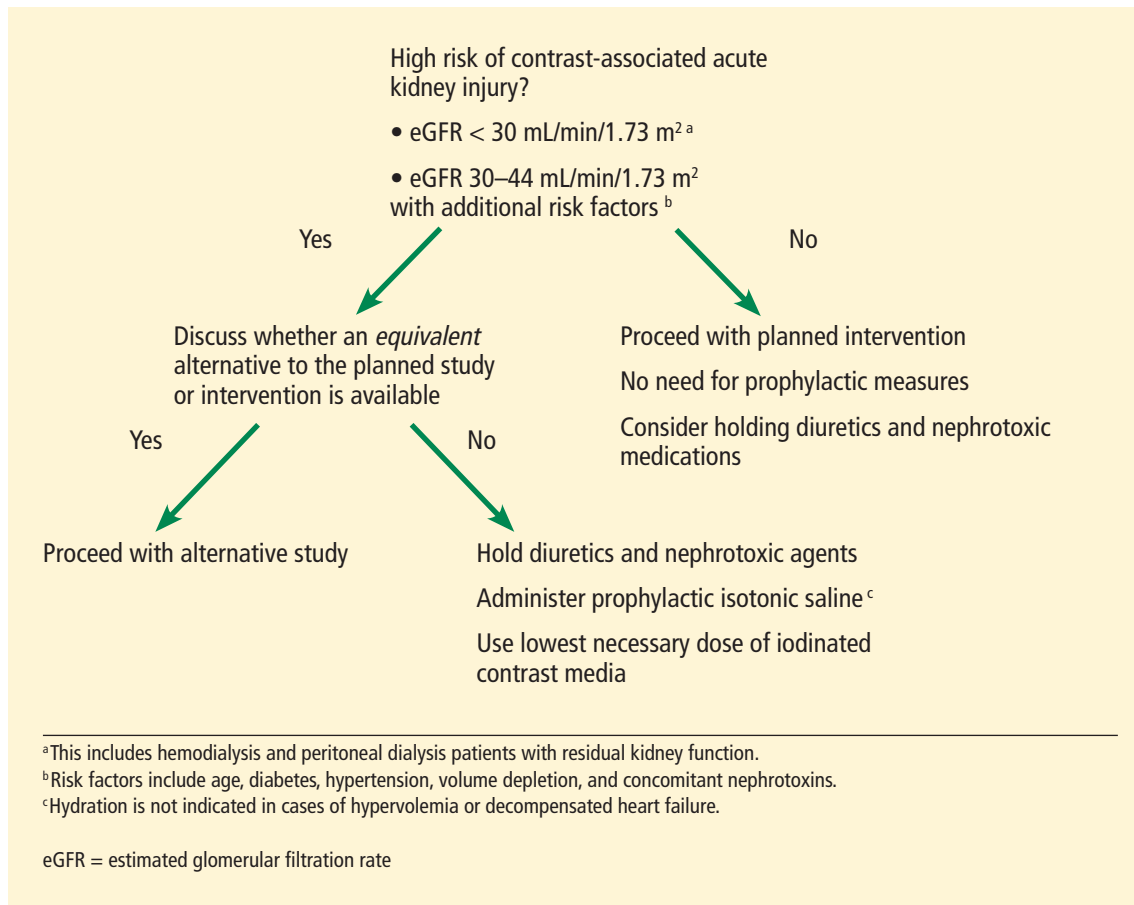 High risk of contrast-associated acute
kidney injury?
• eGFR < 30 mL/min/1.73 m² ᵃ
• eGFR 30–44 mL/min/1.73 m²
with additional risk factors ᵇ
Yes
No
Discuss whether an equivalent
alternative to the planned study
or intervention is available
Proceed with planned intervention
No need for prophylactic measures
Consider holding diuretics and nephrotoxic
medications
Yes
No
Proceed with alternative study
Hold diuretics and nephrotoxic agents
Administer prophylactic isotonic saline ᶜ
Use lowest necessary dose of iodinated
contrast media
ᵃ This includes hemodialysis and peritoneal dialysis patients with residual kidney function.
ᵇ Risk factors include age, diabetes, hypertension, volume depletion, and concomitant nephrotoxins.
ᶜ Hydration is not indicated in cases of hypervolemia or decompensated heart failure.
eGFR = estimated glomerular filtration rate